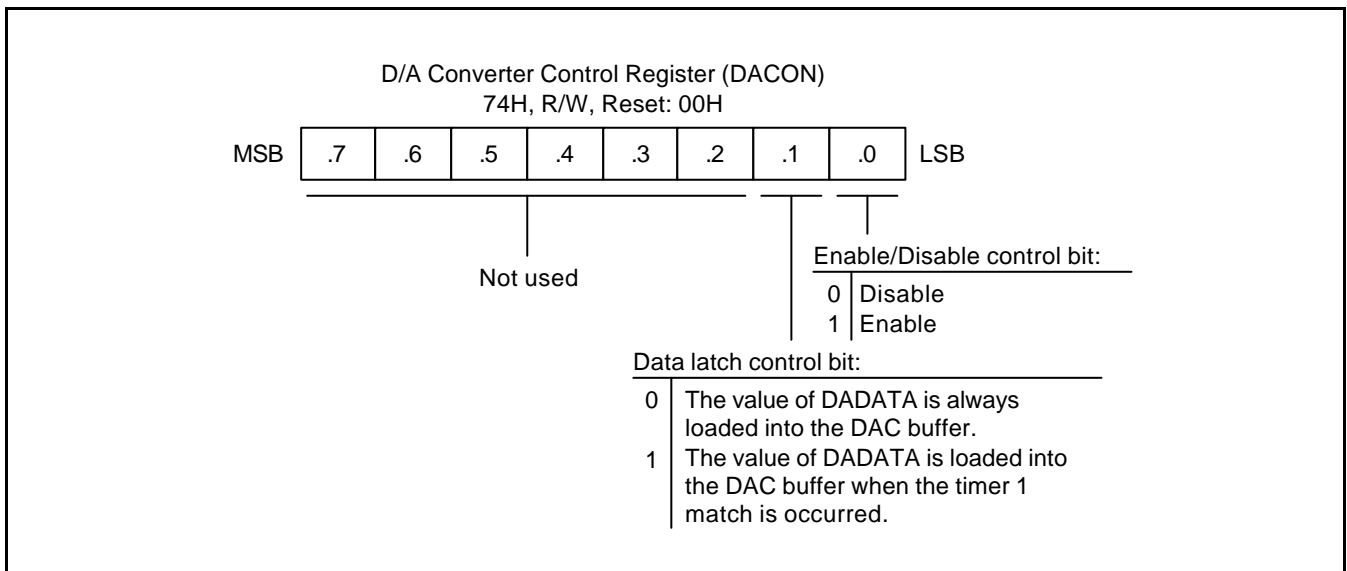 D/A Converter Control Register (DACON)
74H, R/W, Reset: 00H
MSB .7 .6 .5 .4 .3 .2 .1 .0 LSB
Not used
Enable/Disable control bit:
0 Disable
1 Enable
Data latch control bit:
0 The value of DADATA is always
loaded into the DAC buffer.
1 The value of DADATA is loaded into
the DAC buffer when the timer 1
match is occurred.